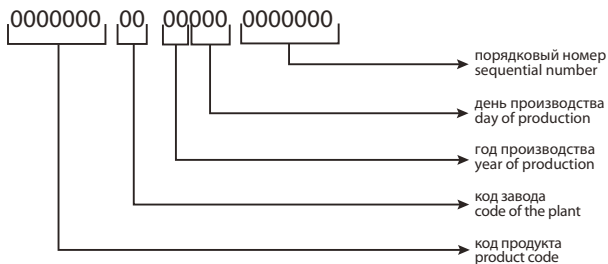 0000000 00 00000 0000000
порядковый номер
sequential number
день производства
day of production
год производства
year of production
код завода
code of the plant
код продукта
product code